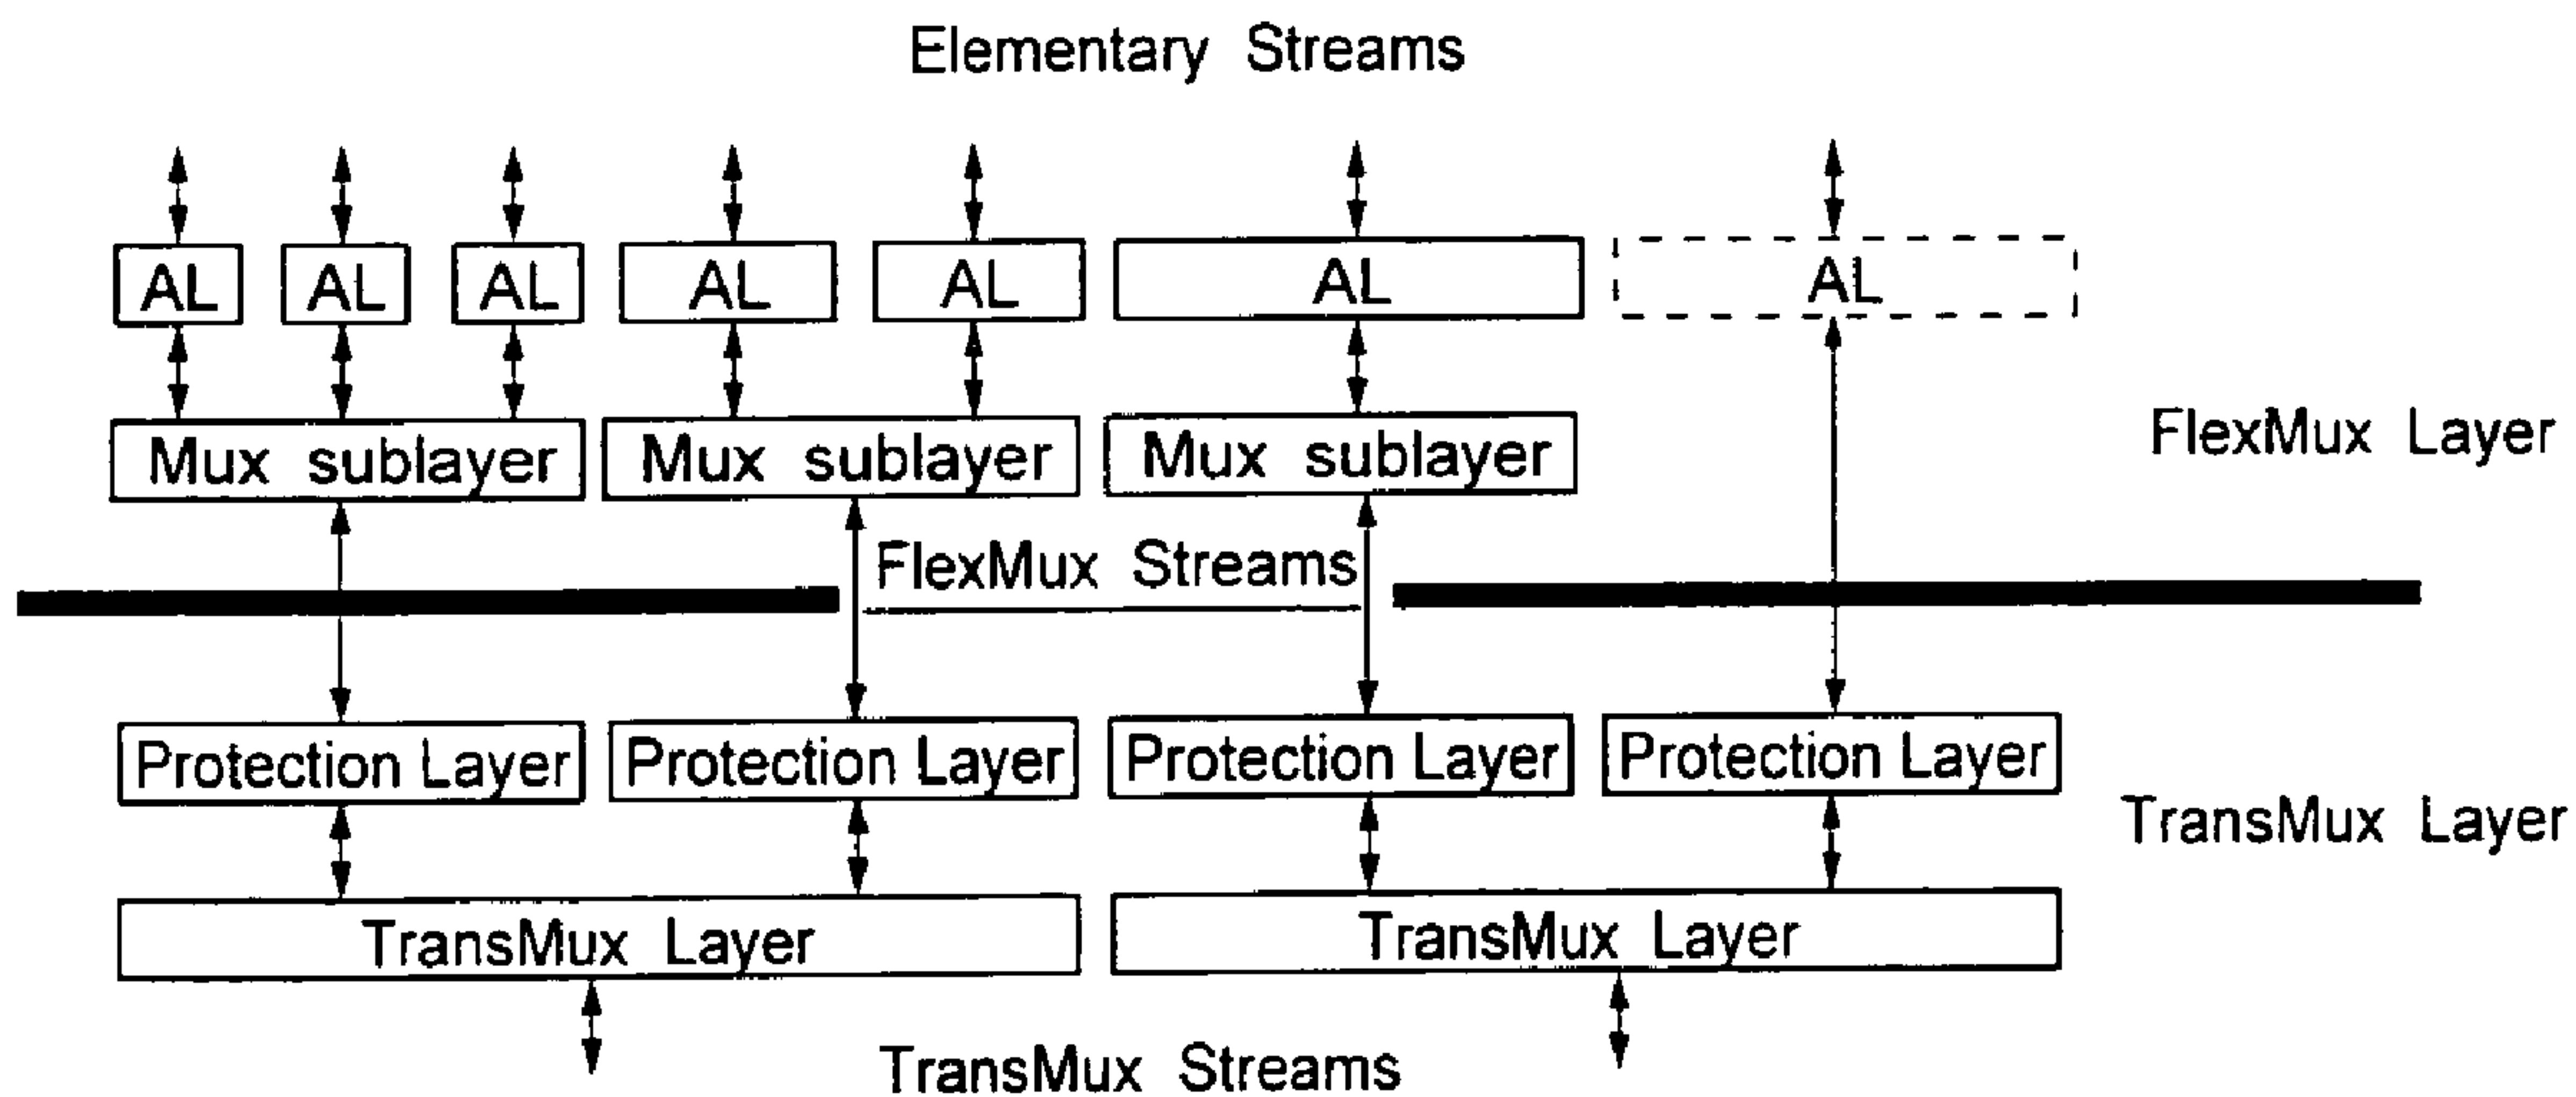 Elementary Streams
AL AL AL AL AL AL AL
Mux sublayer Mux sublayer Mux sublayer
FlexMux Layer
FlexMux Streams
Protection Layer Protection Layer Protection Layer Protection Layer
TransMux Layer
TransMux Layer TransMux Layer
TransMux Streams